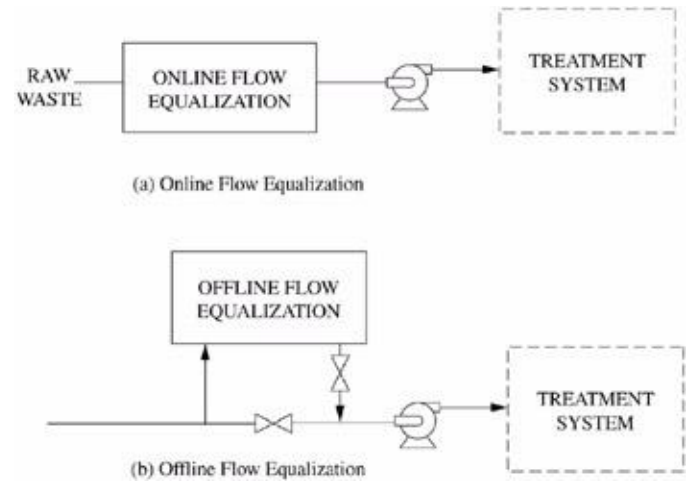 RAW
WASTE
ONLINE FLOW
EQUALIZATION
TREATMENT
SYSTEM
(a) Online Flow Equalization
OFFLINE FLOW
EQUALIZATION
TREATMENT
SYSTEM
(b) Offline Flow Equalization